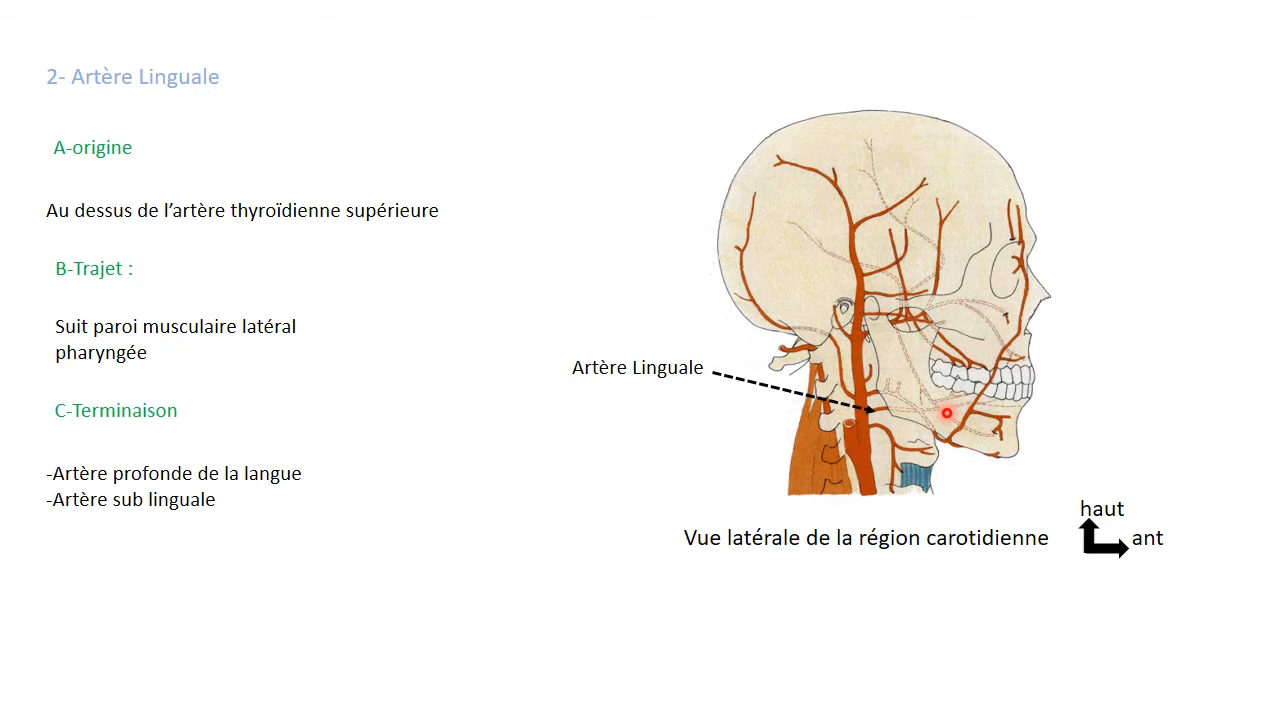 2- Artère Linguale
A-origine
Au dessus de l’artère thyroïdienne supérieure
B-Trajet :
Suit paroi musculaire latéral
pharyngée
C-Terminaison
-Artère profonde de la langue
-Artère sub linguale
Artère Linguale
haut
Vue latérale de la région carotidienne
ant